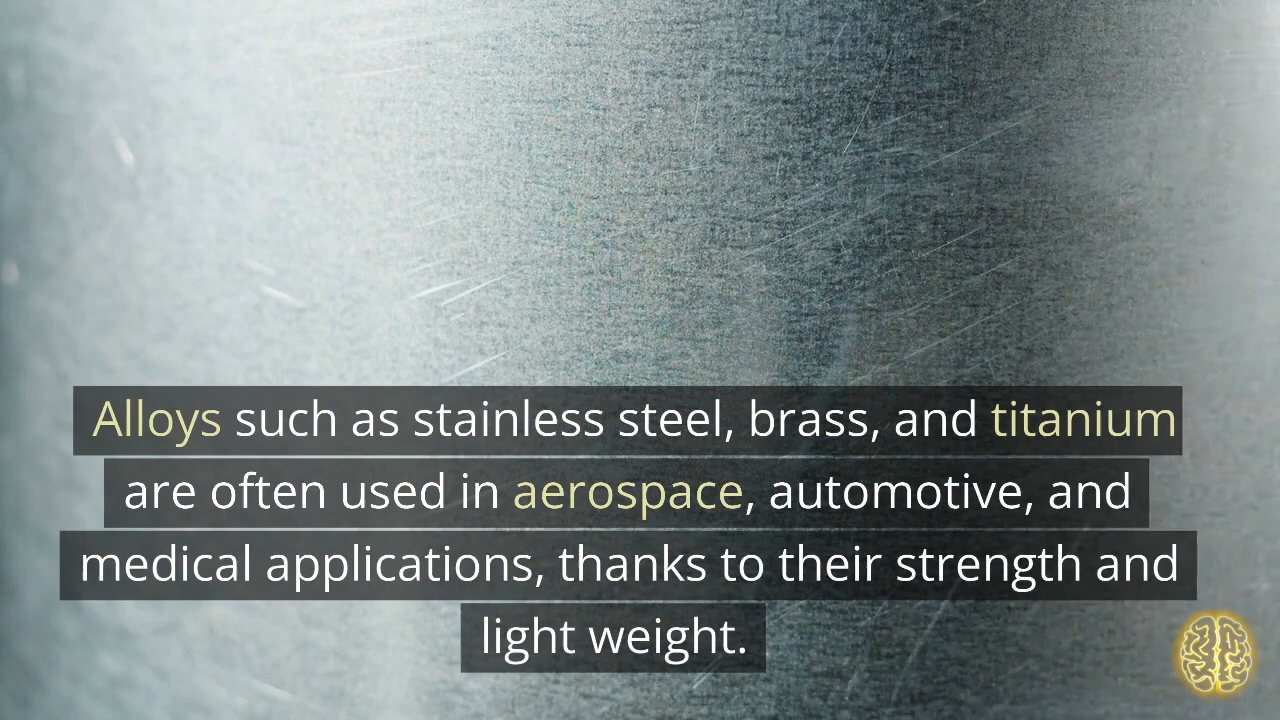 Alloys such as stainless steel, brass, and titanium
are often used in aerospace, automotive, and
medical applications, thanks to their strength and
light weight.